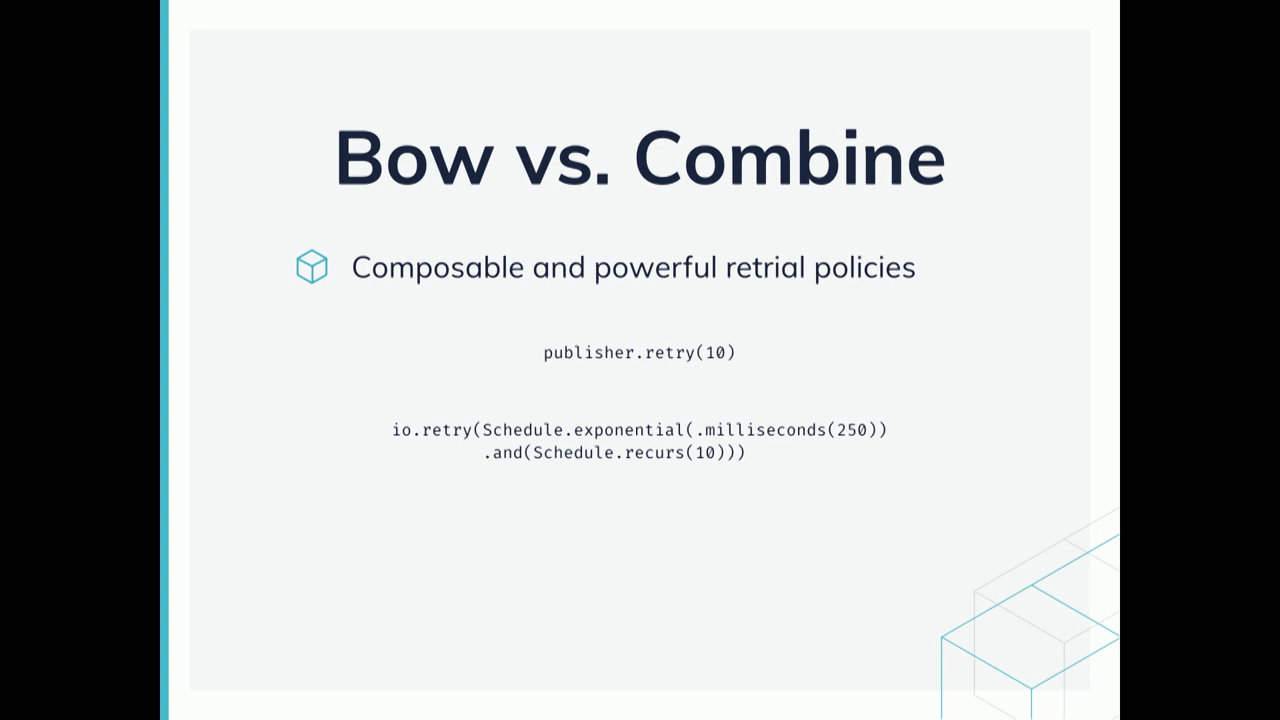 Bow vs. Combine
Composable and powerful retrial policies
publisher.retry(10)
io.retry(Schedule.exponential(.milliseconds(250))
.and(Schedule.recurs(10)))